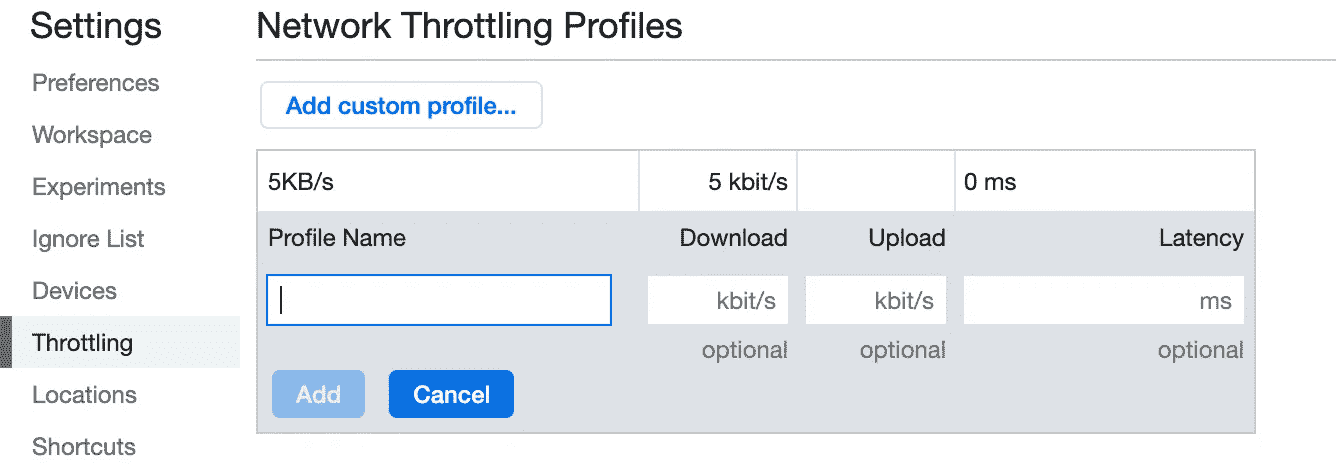 Settings
Preferences
Workspace
Experiments
Ignore List
Devices
Throttling
Locations
Shortcuts
Network Throttling Profiles
Add custom profile...
5KB/s 5 kbit/s 0 ms
Profile Name Download Upload Latency
kbit/s kbit/s ms
optional optional optional
Add Cancel